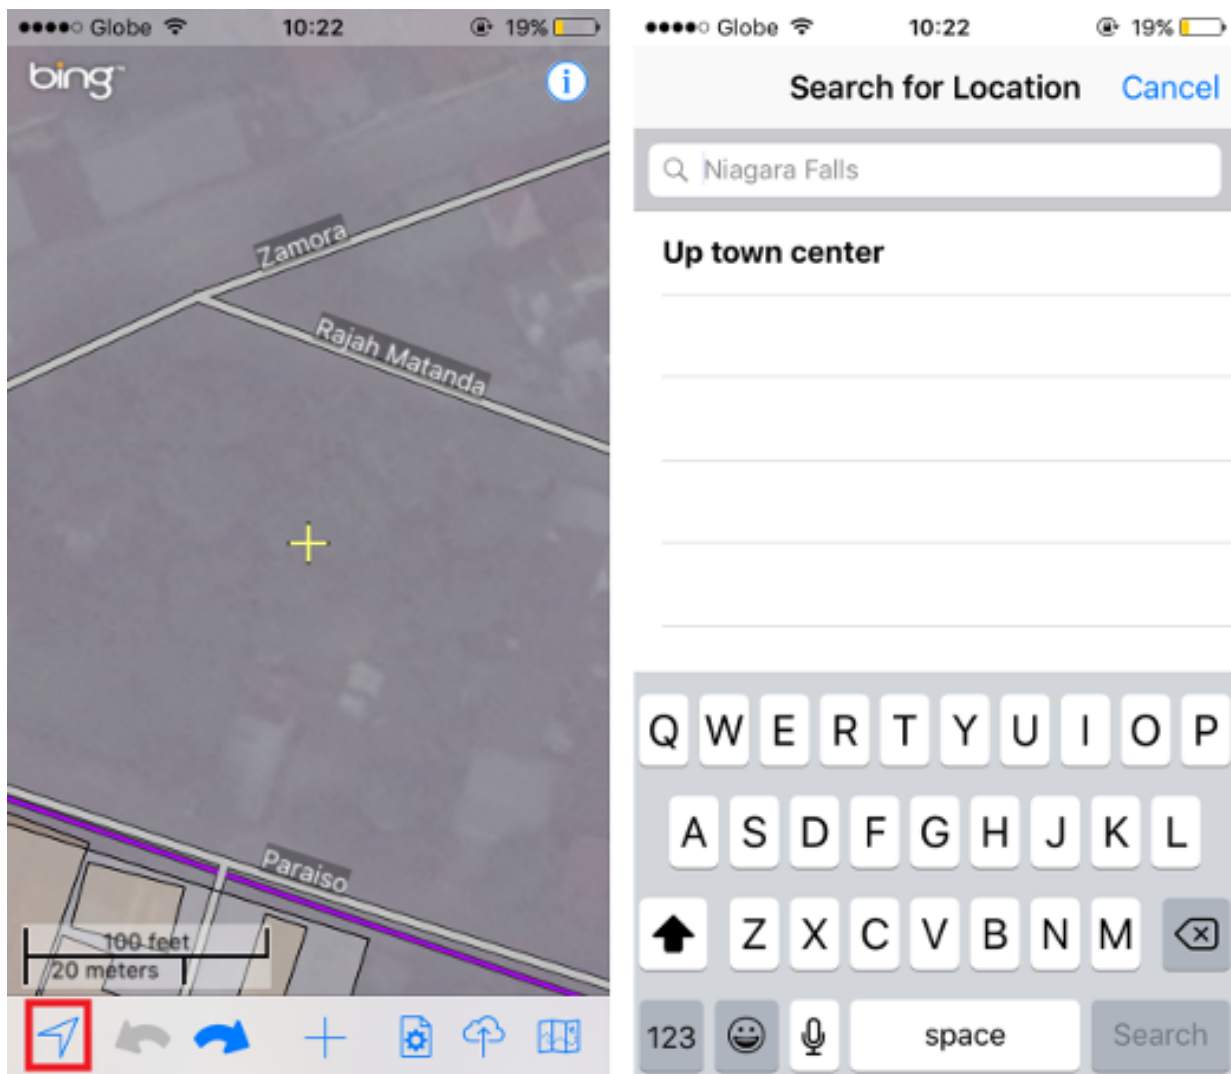 Globe 10:22 19%
bing
i
Zamora
Rajah Matanda
Paraiso
100 feet
20 meters
Globe 10:22 19%
Search for Location Cancel
Niagara Falls
Up town center
Q W E R T Y U I O P
A S D F G H J K L
Z X C V B N M
123 space Search